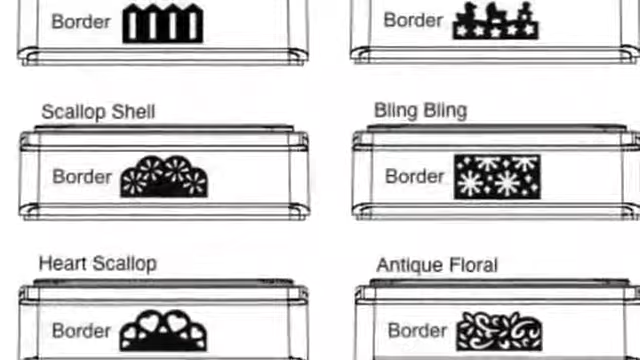 Border
Border
Scallop Shell
Bling Bling
Border
Border
Heart Scallop
Antique Floral
Border
Border